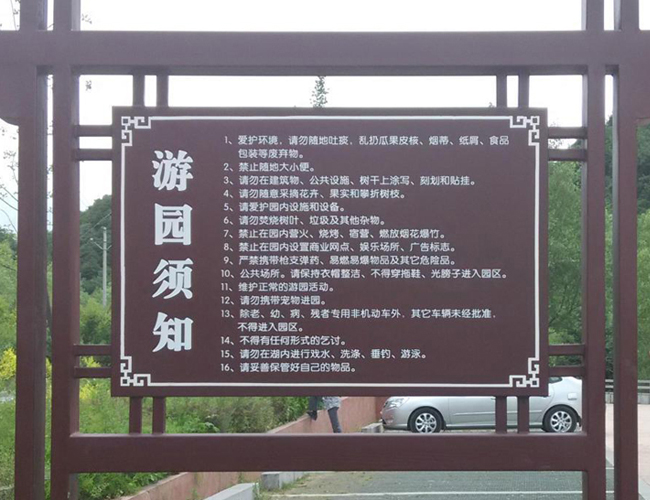 游园须知
1、爱护环境，请勿随地吐痰，乱扔瓜果皮核、烟蒂、纸屑、食品
包装等废弃物。
2、禁止随地大小便。
3、请勿在建筑物、公共设施、树干上涂写、刻划和贴挂。
4、请勿随意采摘花卉、果实和攀折树枝。
5、请爱护园内设施和设备。
6、请勿焚烧树叶、垃圾及其他杂物。
7、禁止在园内营火、烧烤、宿营、燃放烟花爆竹。
8、禁止在园内设置商业网点、娱乐场所、广告标志。
9、严禁携带枪支弹药、易燃易爆物品及其它危险品。
10、公共场所。请保持衣帽整洁、不得穿拖鞋、光膀子进入园区。
11、维护正常的游园活动。
12、请勿携带宠物进园。
13、除老、幼、病、残者专用非机动车外，其它车辆未经批准，
不得进入园区。
14、不得有任何形式的乞讨。
15、请勿在湖内进行戏水、洗涤、垂钓、游泳。
16、请妥善保管好自己的物品。